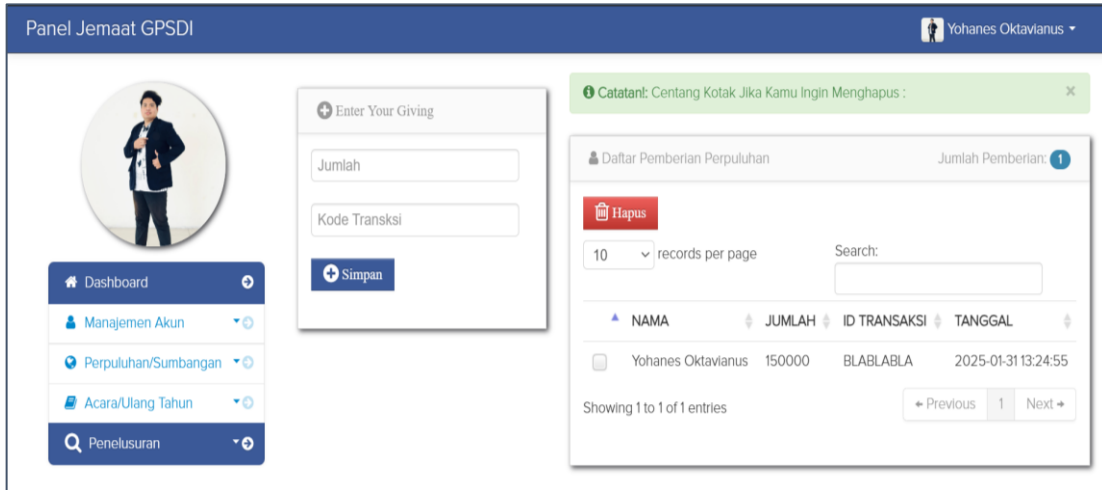 Panel Jemaat GPSDI
Yohanes Oktavianus
Dashboard
Manajemen Akun
Perpuluhan/Sumbangan
Acara/Ulang Tahun
Penelusuran
Enter Your Giving
Jumlah
Kode Transksi
Simpan
Catatan!: Centang Kotak Jika Kamu Ingin Menghapus :
×
Daftar Pemberian Perpuluhan Jumlah Pemberian: 1
Hapus
10 records per page Search:
NAMA JUMLAH ID TRANSAKSI TANGGAL
Yohanes Oktavianus 150000 BLABLABLA 2025-01-31 13:24:55
Showing 1 to 1 of 1 entries
← Previous 1 Next →